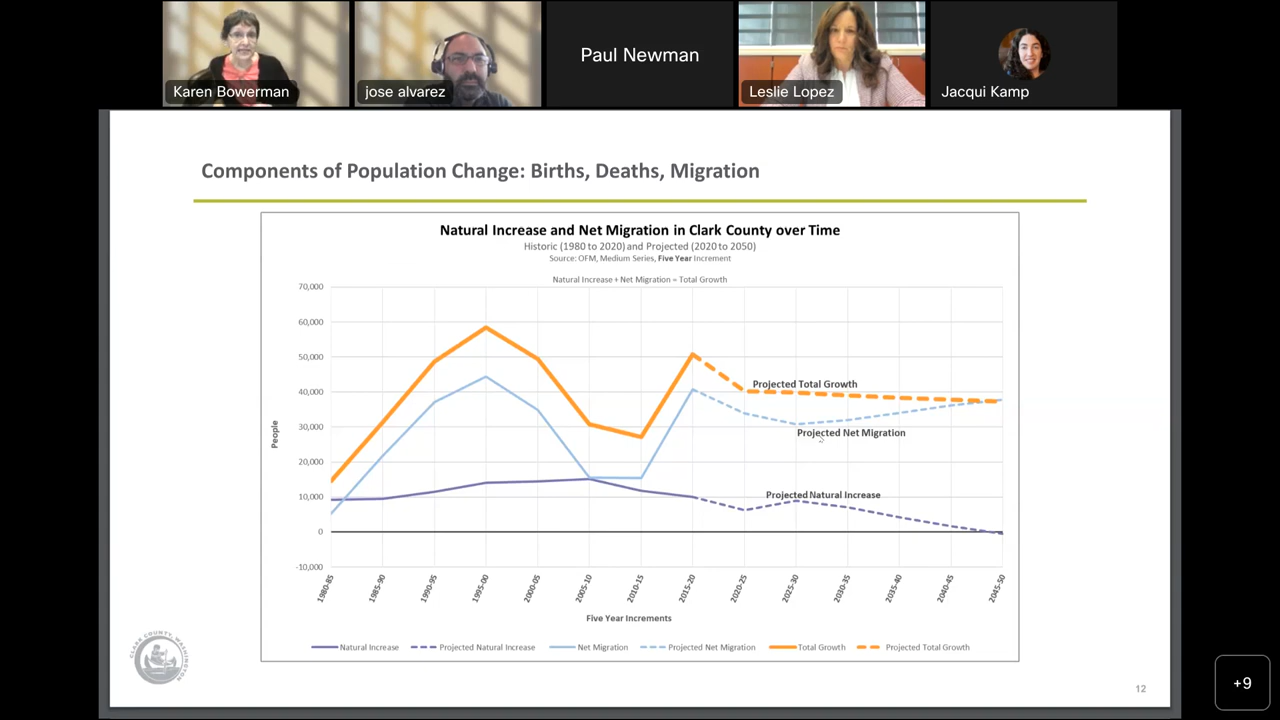 Karen Bowerman
jose alvarez
Paul Newman
Leslie Lopez
Jacqui Kamp
Components of Population Change: Births, Deaths, Migration
Natural Increase and Net Migration in Clark County over Time
Historic (1980 to 2020) and Projected (2020 to 2050)
Source: OFM, Medium Series, Five Year Increment
Natural Increase + Net Migration = Total Growth
70,000
60,000
50,000
40,000
30,000
20,000
10,000
0
-10,000
People
Projected Total Growth
Projected Net Migration
Projected Natural Increase
1980-85
1985-90
1990-95
1995-00
2000-05
2005-10
2010-15
2015-20
2020-25
2025-30
2030-35
2035-40
2040-45
2045-50
Five Year Increments
Natural Increase
Projected Natural Increase
Net Migration
Projected Net Migration
Total Growth
Projected Total Growth
CLARK COUNTY, WASHINGTON
12
+9